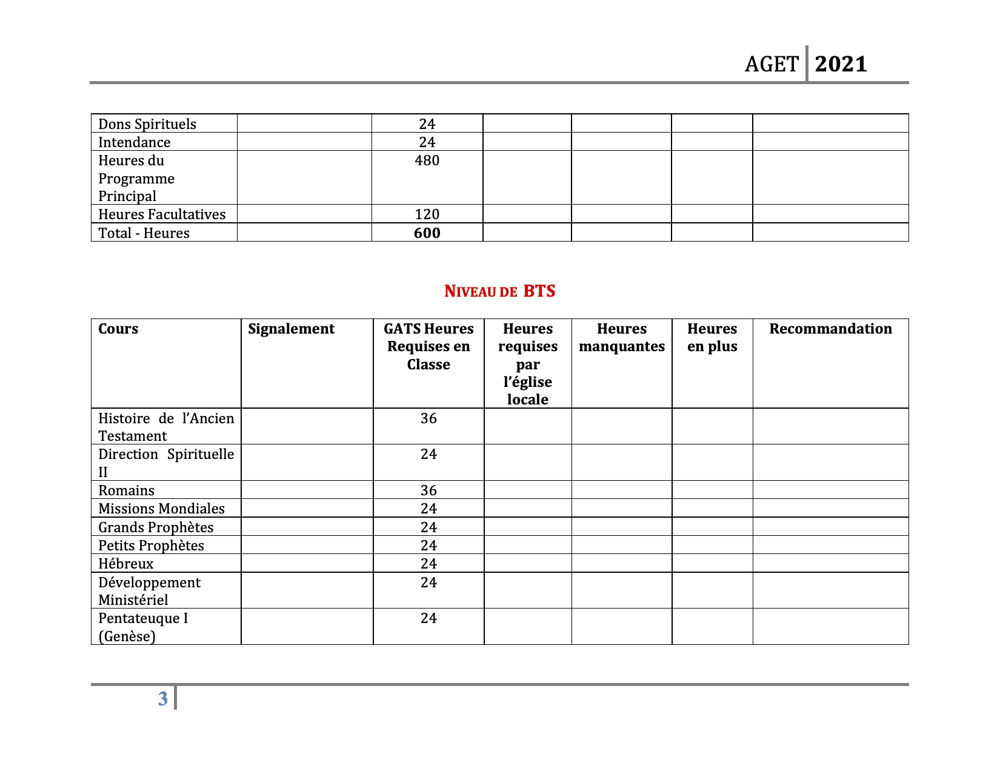 AGET 2021
Dons Spirituels 24
Intendance 24
Heures du 480
Programme
Principal
Heures Facultatives 120
Total - Heures 600
NIVEAU DE BTS
Cours Signalement GATS Heures Heures Heures Heures Recommandation
Requises en requises manquantes en plus
Classe par
l’église
locale
Histoire de l’Ancien 36
Testament
Direction Spirituelle 24
II
Romains 36
Missions Mondiales 24
Grands Prophètes 24
Petits Prophètes 24
Hébreux 24
Développement 24
Ministériel
Pentateuque I 24
(Genèse)
3